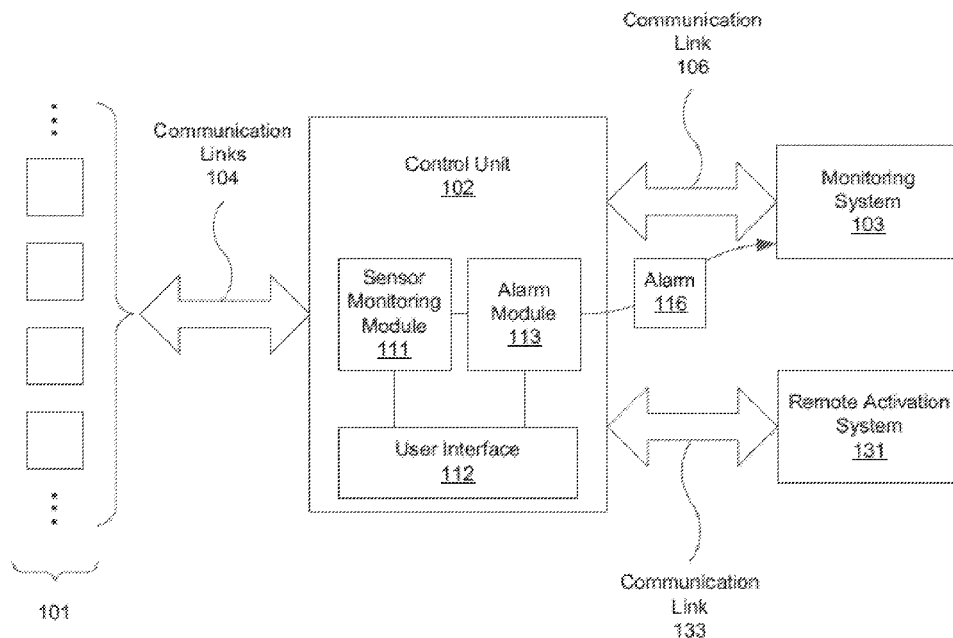 Communication
Link
106
Communication
Links
104
Control Unit
102
Monitoring
System
103
Sensor
Monitoring
Module
111
Alarm Module
113
Alarm
116
User Interface
112
Remote Activation
System
131
101
Communication
Link
133